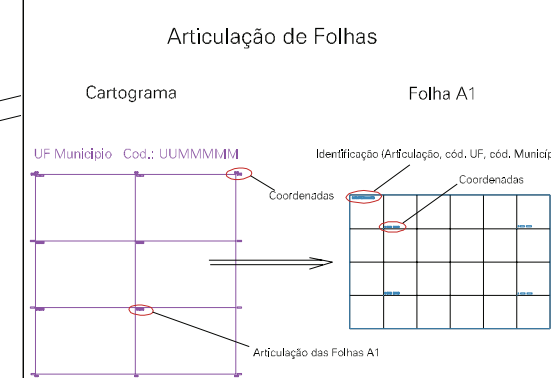 Articulação de Folhas
Cartograma
Folha A1
UF Municipio Cod.: UUMMMMM
Identificação (Articulação, cód. UF, cód. Municíp
Coordenadas
Coordenadas
Articulação das Folhas A1